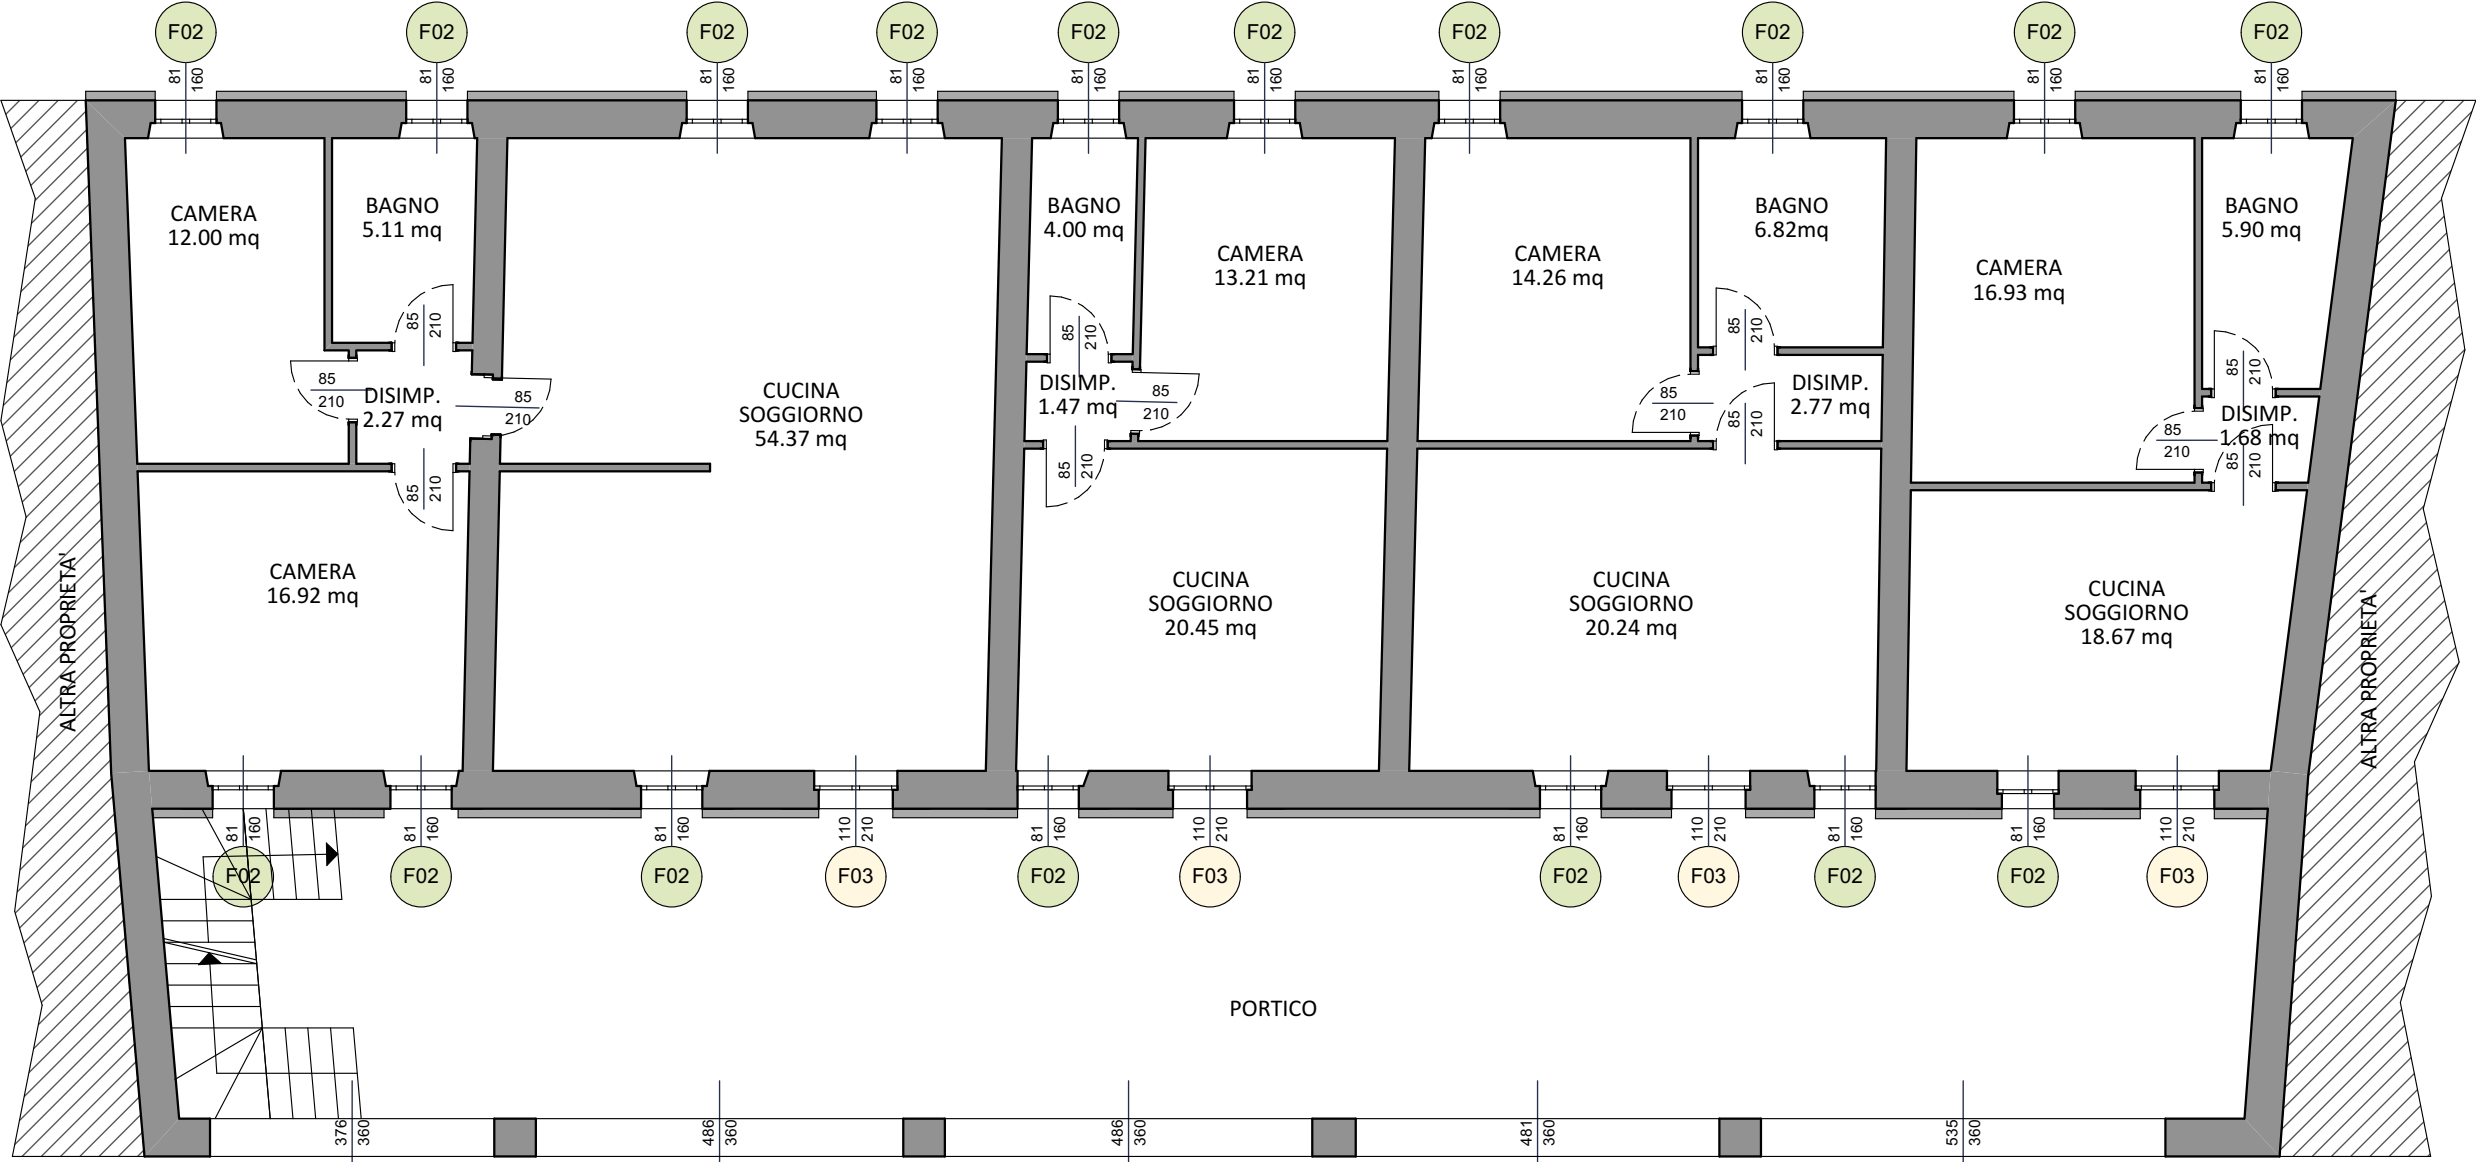 F02
F02
F02
F02
F02
F02
F02
F02
F02
F02
81
160
81
160
81
160
81
160
81
160
81
160
81
160
81
160
81
160
81
160
CAMERA
12.00 mq
BAGNO
5.11 mq
BAGNO
4.00 mq
CAMERA
13.21 mq
CAMERA
14.26 mq
BAGNO
6.82mq
CAMERA
16.93 mq
BAGNO
5.90 mq
85
210
85
210
DISIMP.
2.27 mq
85
210
85
210
CUCINA
SOGGIORNO
54.37 mq
85
210
DISIMP.
1.47 mq
85
210
85
210
85
210
85
210
85
210
DISIMP.
2.77 mq
85
210
85
210
DISIMP.
1.68 mq
85
210
ALTRA PROPRIETA'
CAMERA
16.92 mq
CUCINA
SOGGIORNO
20.45 mq
CUCINA
SOGGIORNO
20.24 mq
CUCINA
SOGGIORNO
18.67 mq
ALTRA PROPRIETA'
81
160
81
160
81
160
110
210
81
160
110
210
81
160
110
210
81
160
81
160
110
210
F02
F02
F02
F03
F02
F03
F02
F03
F02
F02
F03
PORTICO
376
360
486
360
486
360
481
360
535
360